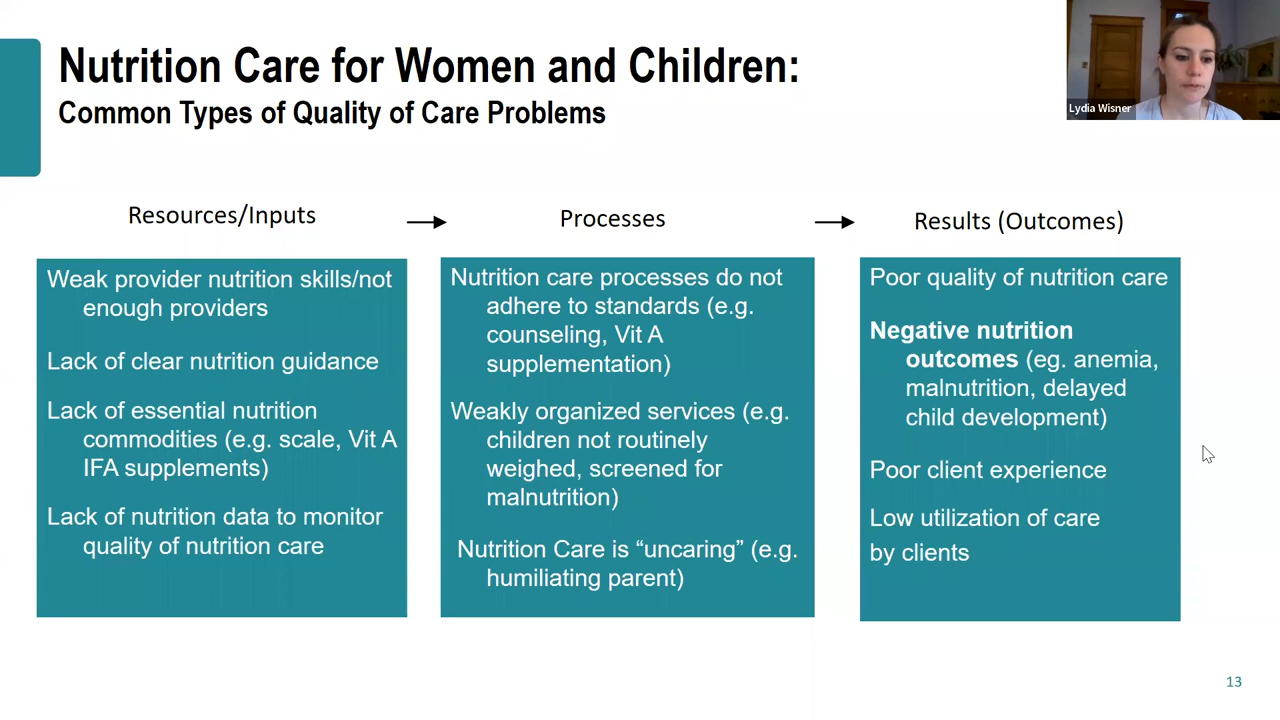 Nutrition Care for Women and Children:
Common Types of Quality of Care Problems
Lydia Wisner
Resources/Inputs
Processes
Results (Outcomes)
Weak provider nutrition skills/not
enough providers
Lack of clear nutrition guidance
Lack of essential nutrition
commodities (e.g. scale, Vit A
IFA supplements)
Lack of nutrition data to monitor
quality of nutrition care
Nutrition care processes do not
adhere to standards (e.g.
counseling, Vit A
supplementation)
Weakly organized services (e.g.
children not routinely
weighed, screened for
malnutrition)
Nutrition Care is “uncaring” (e.g.
humiliating parent)
Poor quality of nutrition care
Negative nutrition
outcomes (eg. anemia,
malnutrition, delayed
child development)
Poor client experience
Low utilization of care
by clients
13